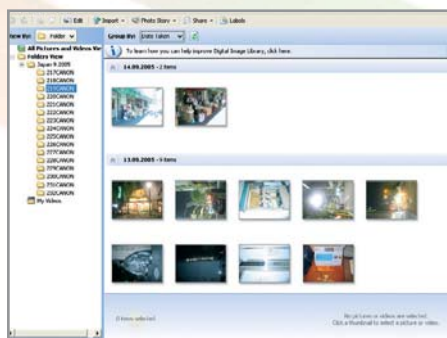 Edit Import Photo Story Share Labels
View By: Folder Group By: Date Taken
All Pictures and Videos
Folders View
Japan 9 2005
217CANON
218CANON
219CANON
220CANON
221CANON
222CANON
223CANON
224CANON
225CANON
226CANON
227CANON
228CANON
229CANON
230CANON
231CANON
232CANON
My Videos
To learn how you can help improve Digital Image Library, click here.
14.09.2005 - 2 items
13.09.2005 - 9 items
0 items selected
No pictures or videos are selected.
Click a thumbnail to select a picture or video.